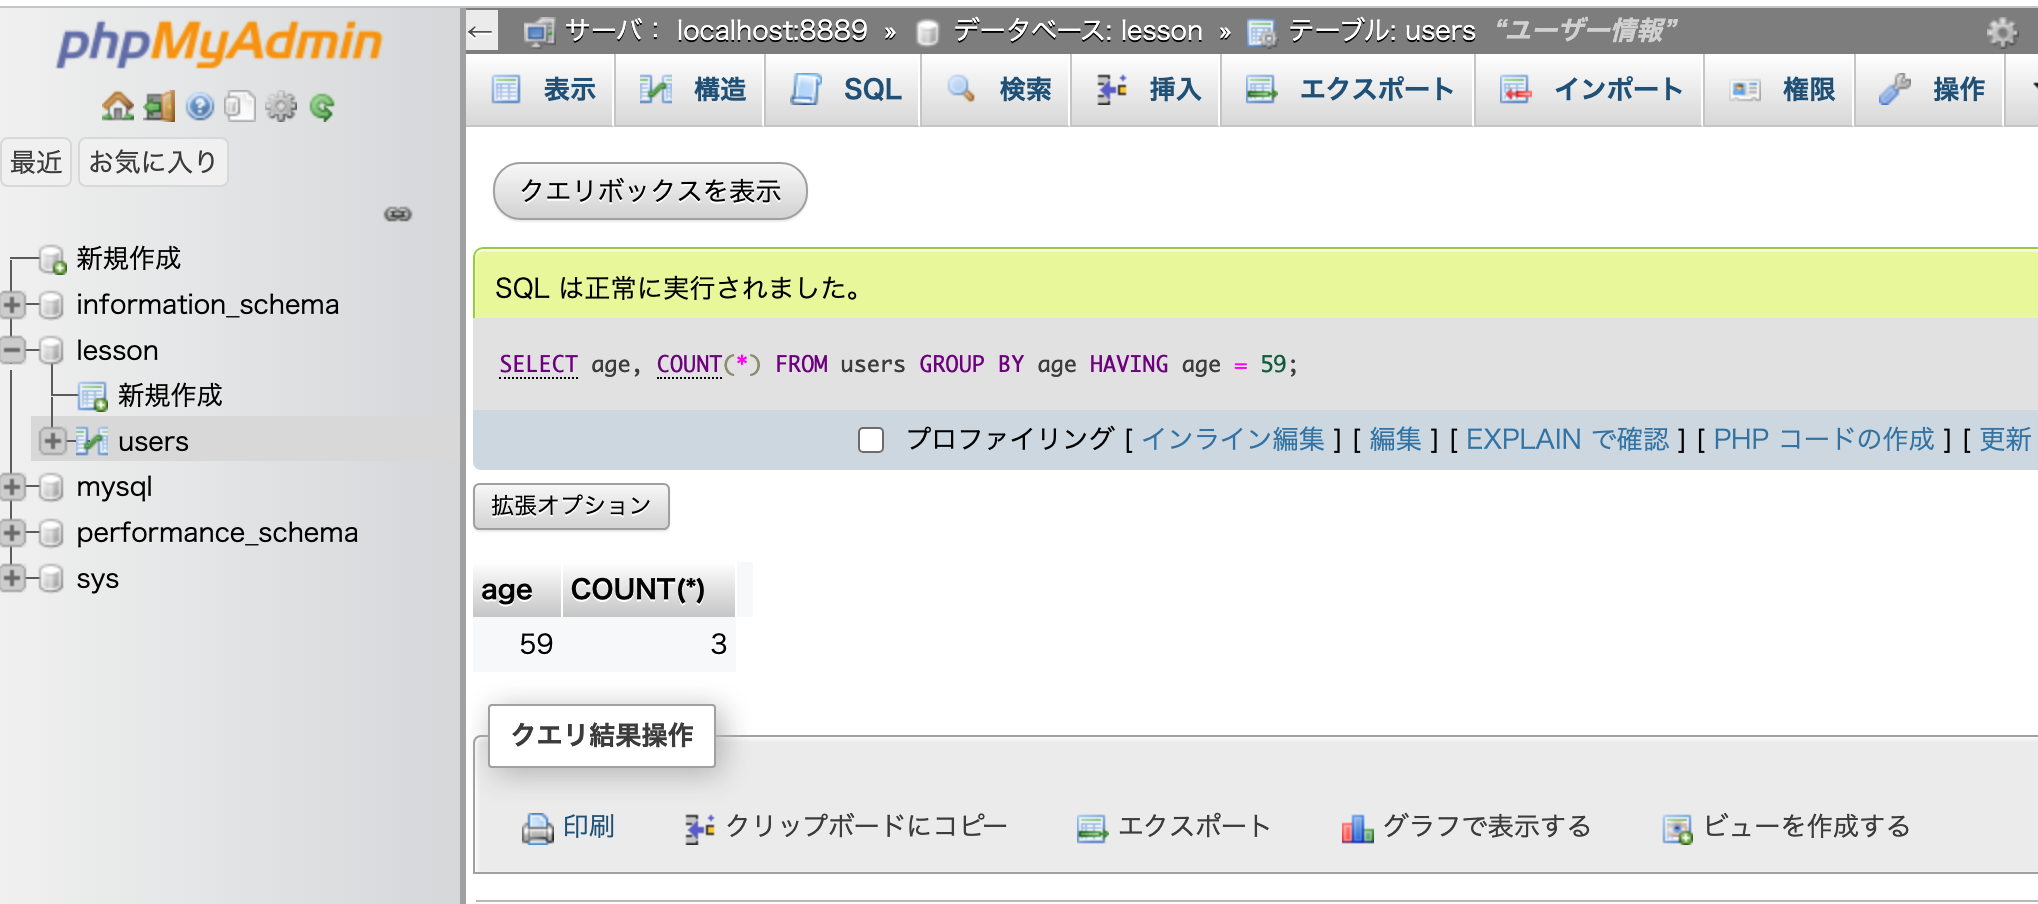 phpMyAdmin
最近 お気に入り
新規作成
information_schema
lesson
新規作成
users
mysql
performance_schema
sys
← サーバ： localhost:8889 » データベース: lesson » テーブル: users “ユーザー情報”
表示 構造 SQL 検索 挿入 エクスポート インポート 権限 操作
クエリボックスを表示
SQL は正常に実行されました。
SELECT age, COUNT(*) FROM users GROUP BY age HAVING age = 59;
プロファイリング [ インライン編集 ] [ 編集 ] [ EXPLAIN で確認 ] [ PHP コードの作成 ] [ 更新
拡張オプション
age COUNT(*)
59 3
クエリ結果操作
印刷 クリップボードにコピー エクスポート グラフで表示する ビューを作成する